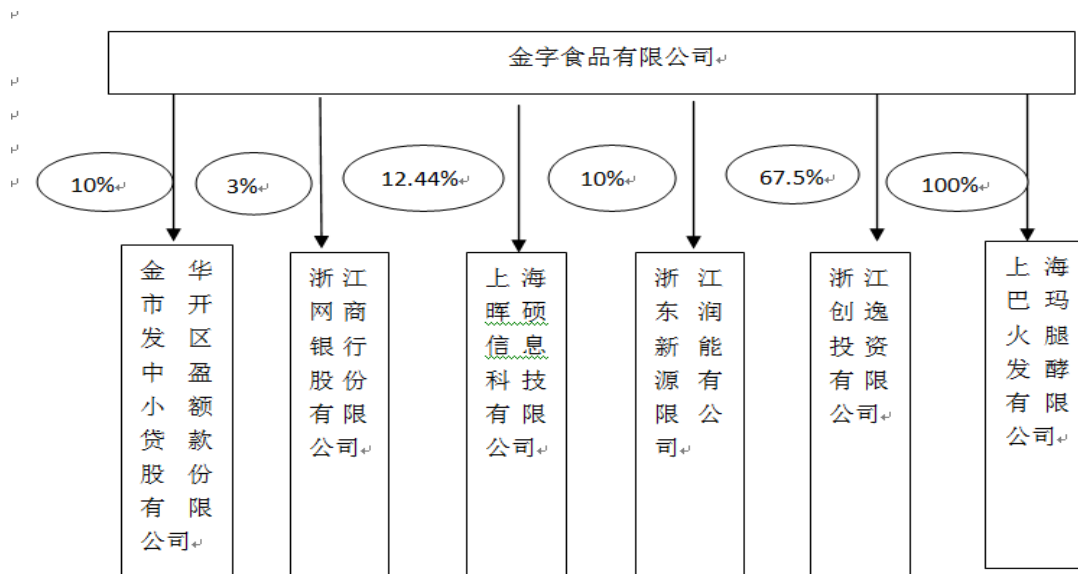 金字食品有限公司
10%
3%
12.44%
10%
67.5%
100%
金华
市开
发区
中盈
小额
贷款
股份
有限
公司
浙江
网商
银行
股份
有限
公司
上海
晖硕
信息
科技
有限
公司
浙江
东润
新能
源有
限公
司
浙江
创逸
投资
有限
公司
上海
巴玛
火腿
发酵
有限
公司